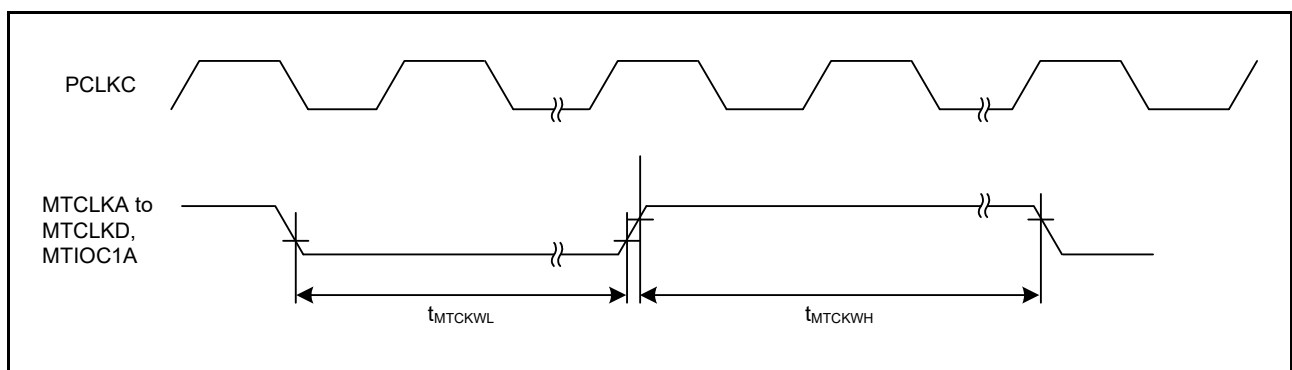 PCLKC
MTCLKA to
MTCLKD,
MTIOC1A
tMTCKWL
tMTCKWH